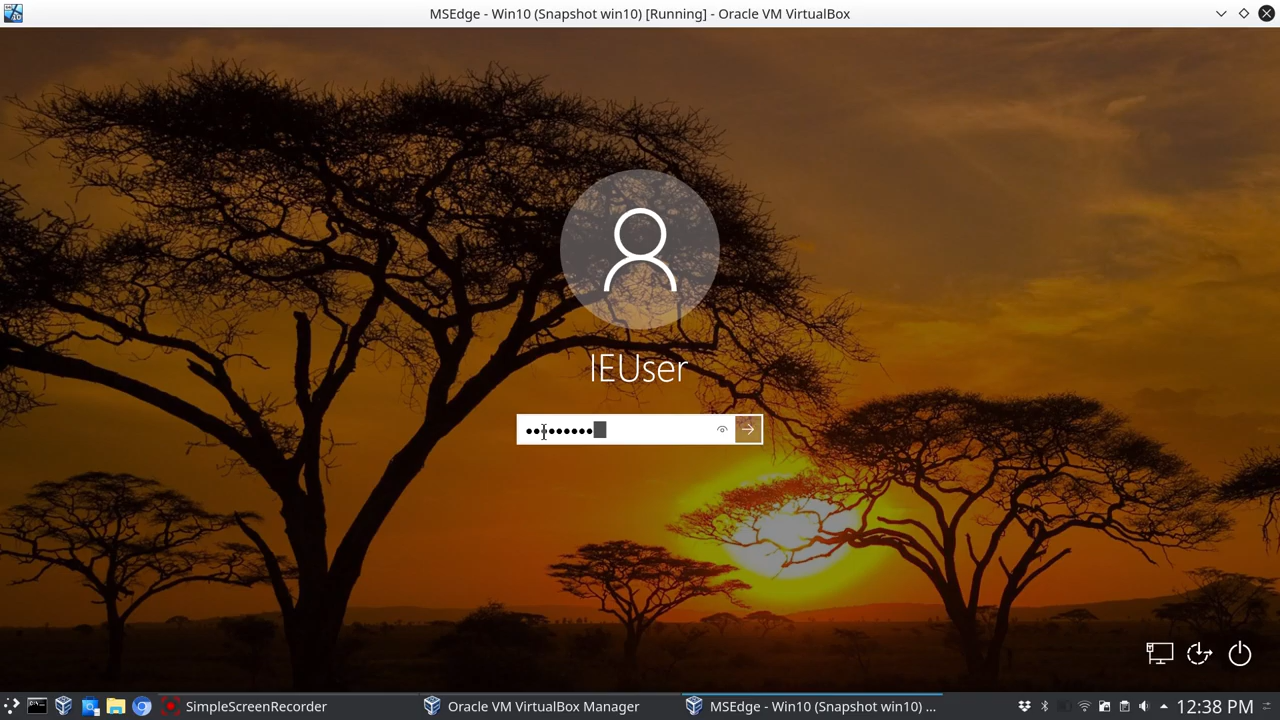 MSEdge - Win10 (Snapshot win10) [Running] - Oracle VM VirtualBox
IEUser
SimpleScreenRecorder
Oracle VM VirtualBox Manager
MSEdge - Win10 (Snapshot win10) ...
12:38 PM